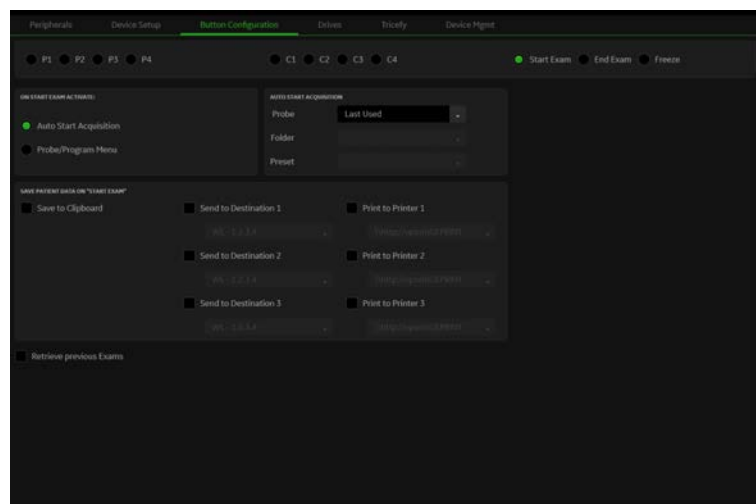 Peripherals Device Setup Button Configuration Drives Tricefy Device Mgmt
P1 P2 P3 P4 C1 C2 C3 C4 Start Exam End Exam Freeze
ON START EXAM ACTIVATE: AUTO START ACQUISITION
Probe Last Used
Auto Start Acquisition
Folder
Probe/Program Menu
Preset
SAVE PATIENT DATA ON "START EXAM"
Save to Clipboard Send to Destination 1 Print to Printer 1
Send to Destination 2 Print to Printer 2
Send to Destination 3 Print to Printer 3
Retrieve previous Exams